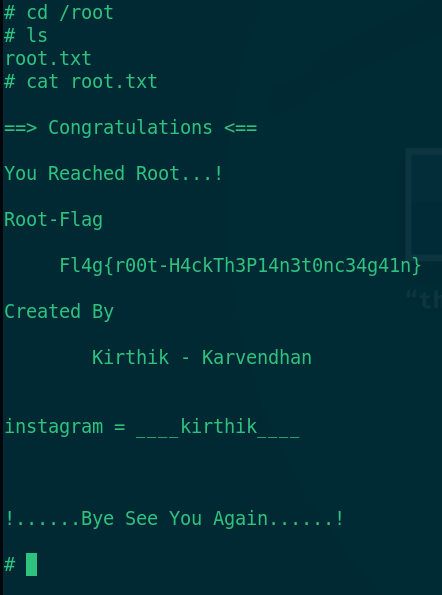 # cd /root
# ls
root.txt
# cat root.txt
==> Congratulations <==
You Reached Root...!
Root-Flag
Fl4g{r00t-H4ckTh3P14n3t0nc34g41n}
Created By
Kirthik - Karvendhan
instagram = ____kirthik____
!......Bye See You Again......!
#